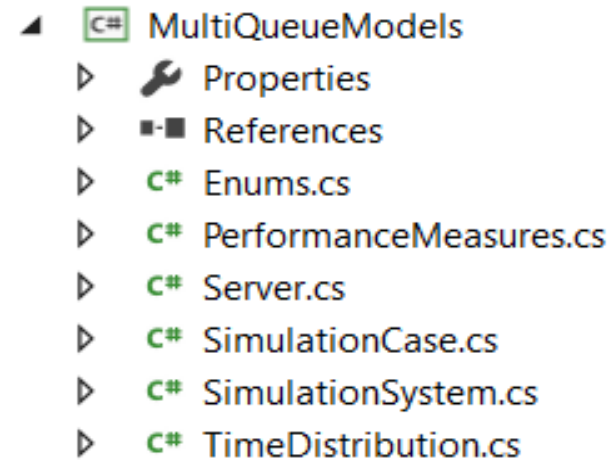 C# MultiQueueModels
Properties
References
C# Enums.cs
C# PerformanceMeasures.cs
C# Server.cs
C# SimulationCase.cs
C# SimulationSystem.cs
C# TimeDistribution.cs